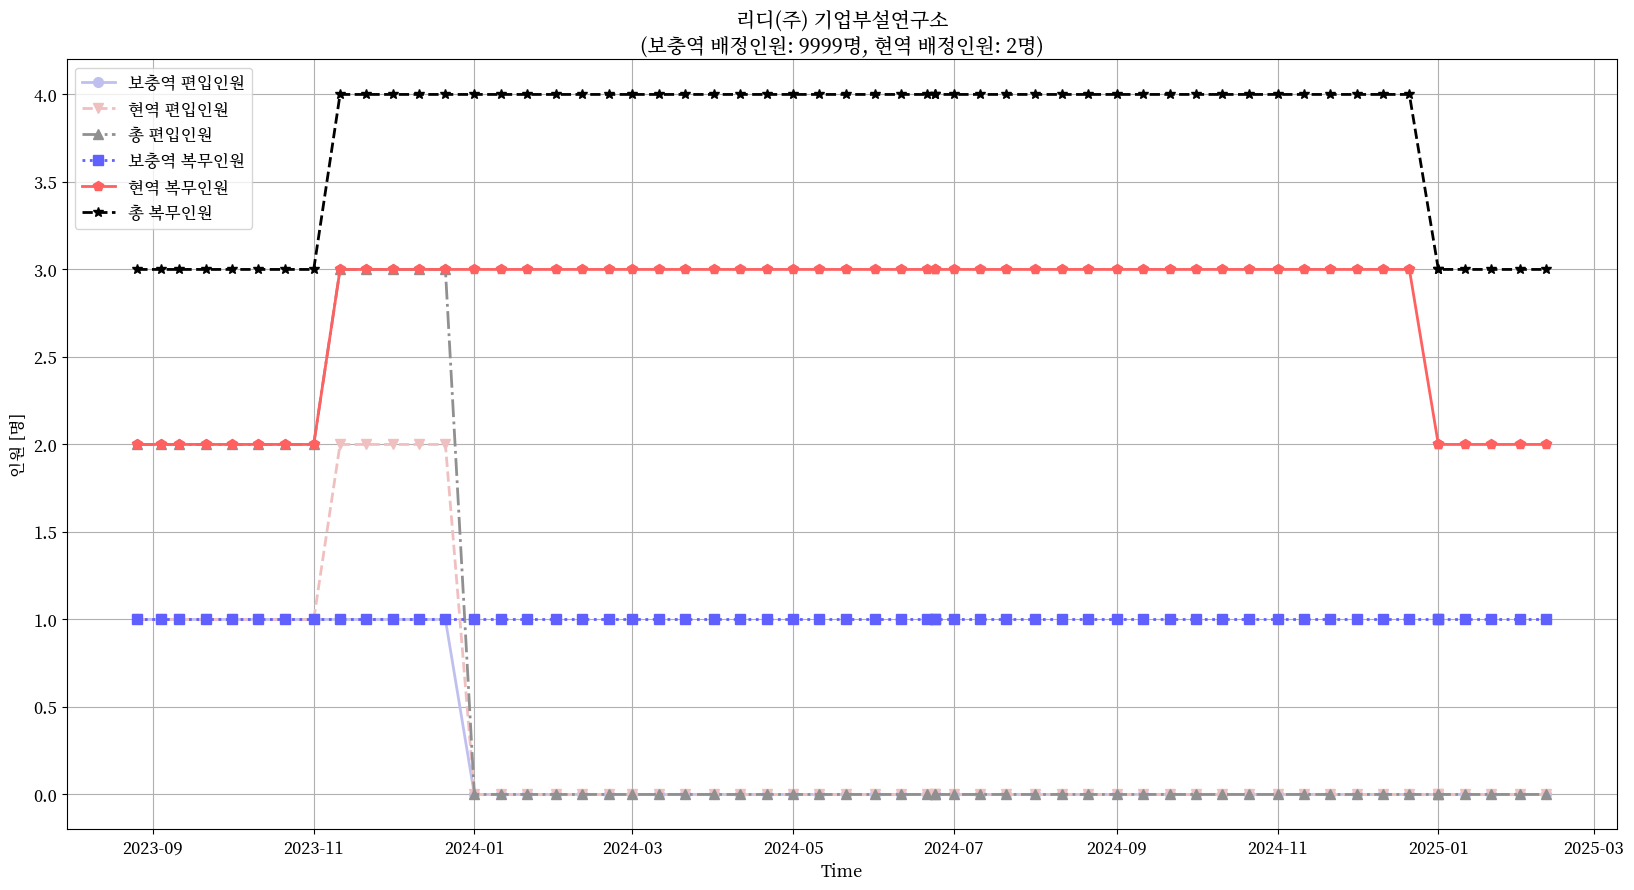 리디(주) 기업부설연구소
(보충역 배정인원: 9999명, 현역 배정인원: 2명)
보충역 편입인원
현역 편입인원
총 편입인원
보충역 복무인원
현역 복무인원
총 복무인원
4.0
3.5
3.0
2.5
2.0
1.5
1.0
0.5
0.0
인원 [명]
2023-09
2023-11
2024-01
2024-03
2024-05
2024-07
2024-09
2024-11
2025-01
2025-03
Time